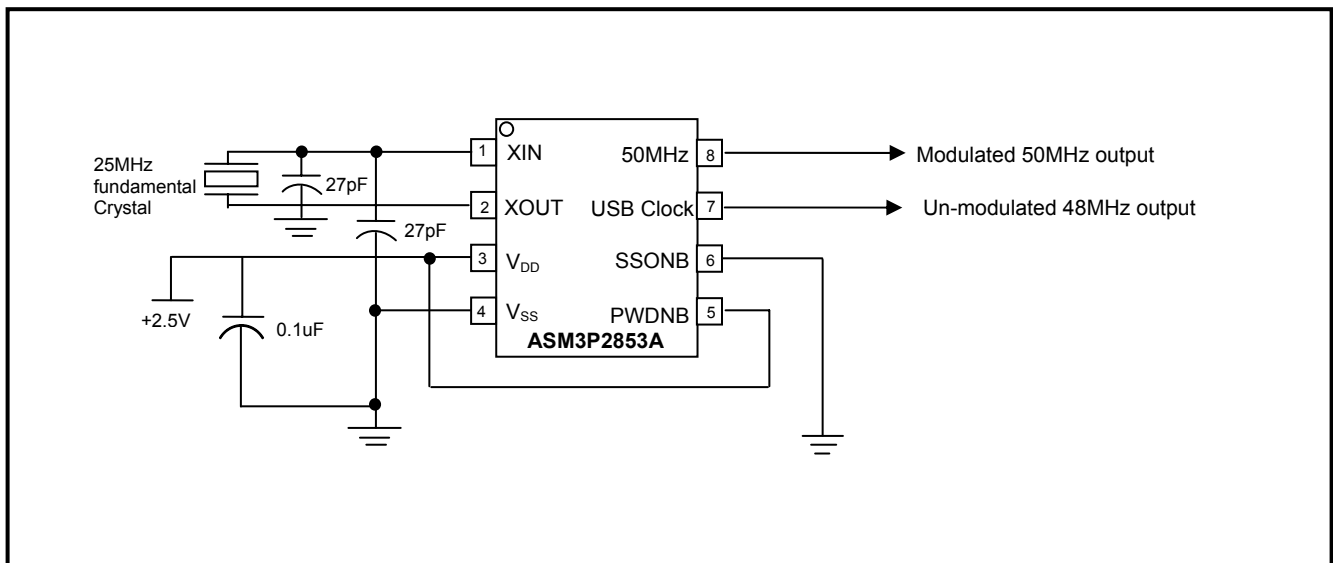 25MHz
fundamental
Crystal
27pF
27pF
+2.5V
0.1uF
1 XIN
2 XOUT
3 VDD
4 VSS
50MHz 8
USB Clock 7
SSONB 6
PWDNB 5
ASM3P2853A
Modulated 50MHz output
Un-modulated 48MHz output